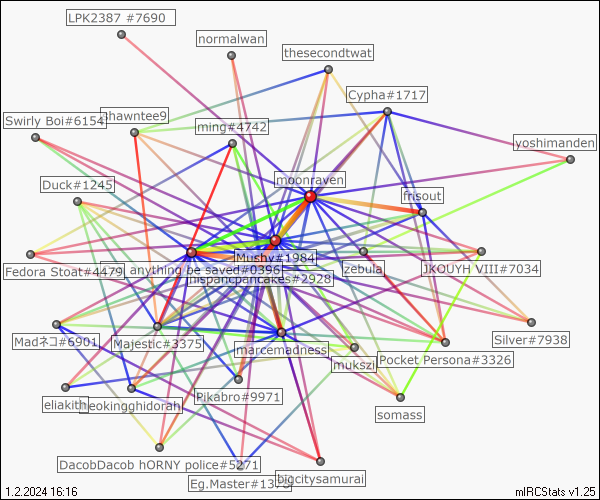 LPK2387 #7690
normalwan
thesecondtwat
Cypha#1717
Swirly Boi#6154
shawntee9
ming#4742
yoshimanden
moonraven
Duck#1245
frisout
Mushy#1984
Fedora Stoat#4479
anything be saved#0396
zebula
JKOUYH VIII#7034
hispanicpancakes#2928
Madネコ#6901
Majestic#3375
marcemadness
Silver#7938
mukszi
Pocket Persona#3326
eliakith
neokingghidorah
Pikabro#9971
somass
DacobDacob hORNY police#5271
bigcitysamurai
Eg.Master#1373
1.2.2024 16:16
mIRCStats v1.25